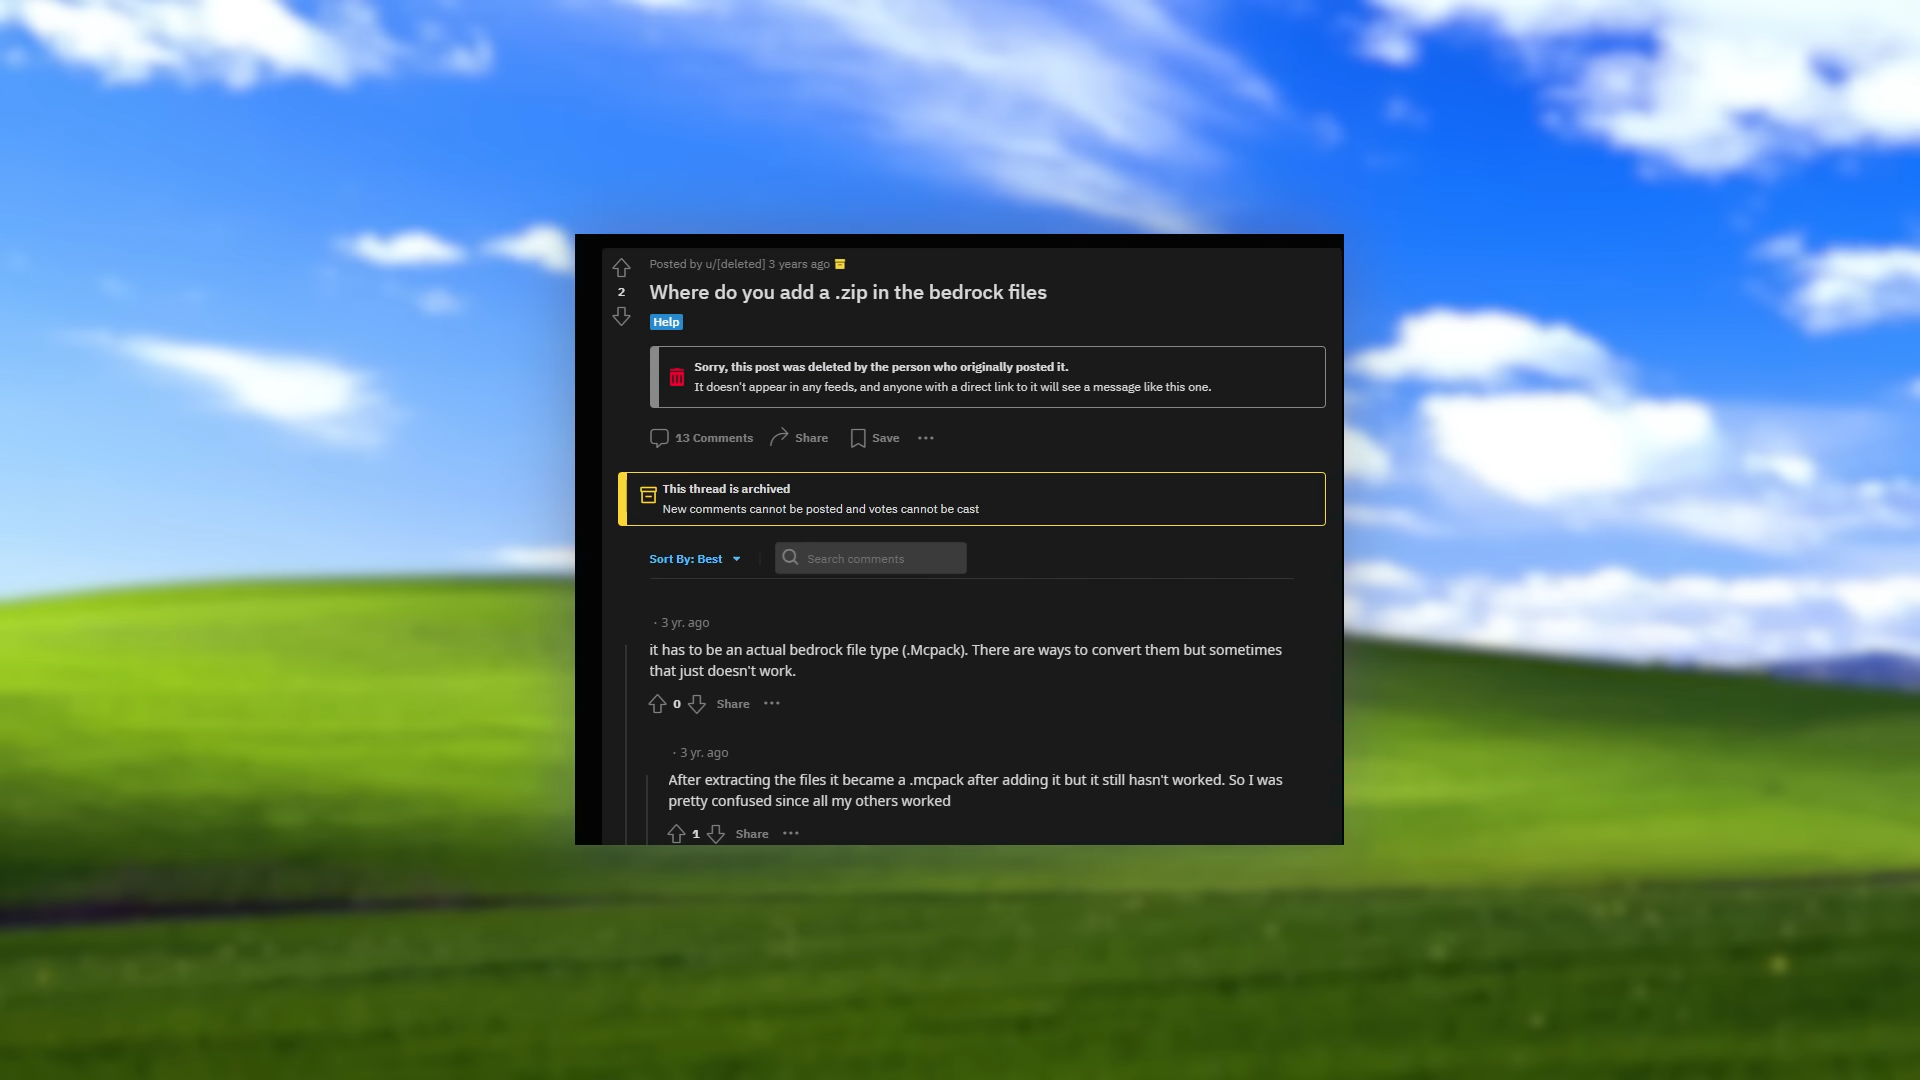 Posted by u/[deleted] 3 years ago
2
Where do you add a .zip in the bedrock files
Help
Sorry, this post was deleted by the person who originally posted it.
It doesn't appear in any feeds, and anyone with a direct link to it will see a message like this one.
13 Comments Share Save ···
This thread is archived
New comments cannot be posted and votes cannot be cast
Sort By: Best Search comments
· 3 yr. ago
it has to be an actual bedrock file type (.Mcpack). There are ways to convert them but sometimes
that just doesn't work.
0 Share ···
· 3 yr. ago
After extracting the files it became a .mcpack after adding it but it still hasn't worked. So I was
pretty confused since all my others worked
1 Share ···